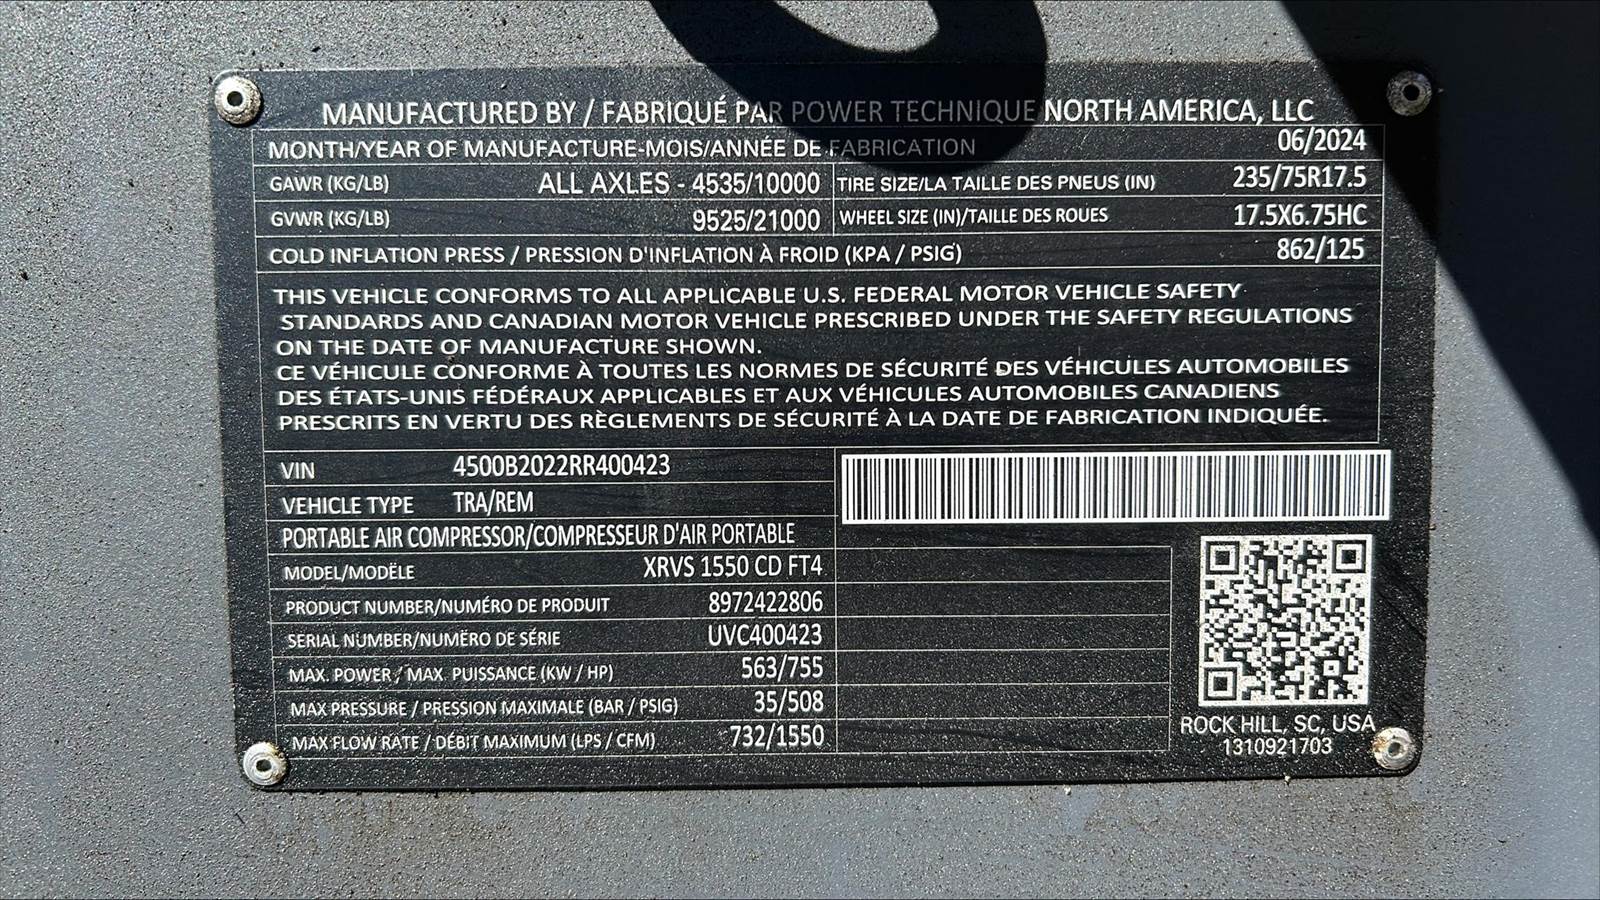 MANUFACTURED BY / FABRIQUÉ PAR POWER TECHNIQUE NORTH AMERICA, LLC
MONTH/YEAR OF MANUFACTURE-MOIS/ANNÉE DE FABRICATION 06/2024
GAWR (KG/LB) ALL AXLES - 4535/10000 TIRE SIZE/LA TAILLE DES PNEUS (IN) 235/75R17.5
GVWR (KG/LB) 9525/21000 WHEEL SIZE (IN)/TAILLE DES ROUES 17.5X6.75HC
COLD INFLATION PRESS / PRESSION D'INFLATION À FROID (KPA / PSIG) 862/125
THIS VEHICLE CONFORMS TO ALL APPLICABLE U.S. FEDERAL MOTOR VEHICLE SAFETY
STANDARDS AND CANADIAN MOTOR VEHICLE PRESCRIBED UNDER THE SAFETY REGULATIONS
ON THE DATE OF MANUFACTURE SHOWN.
CE VÉHICULE CONFORME À TOUTES LES NORMES DE SÉCURITÉ DES VÉHICULES AUTOMOBILES
DES ÉTATS-UNIS FÉDÉRAUX APPLICABLES ET AUX VÉHICULES AUTOMOBILES CANADIENS
PRESCRITS EN VERTU DES RÈGLEMENTS DE SÉCURITÉ À LA DATE DE FABRICATION INDIQUÉE.
VIN 4500B2022RR400423
VEHICLE TYPE TRA/REM
PORTABLE AIR COMPRESSOR/COMPRESSEUR D'AIR PORTABLE
MODEL/MODËLE XRVS 1550 CD FT4
PRODUCT NUMBER/NUMÉRO DE PRODUIT 8972422806
SERIAL NUMBER/NUMËRO DE SÉRIE UVC400423
MAX. POWER / MAX. PUISSANCE (KW / HP) 563/755
MAX PRESSURE / PRESSION MAXIMALE (BAR / PSIG) 35/508
MAX FLOW RATE / DÉBIT MAXIMUM (LPS / CFM) 732/1550
ROCK HILL, SC, USA
1310921703